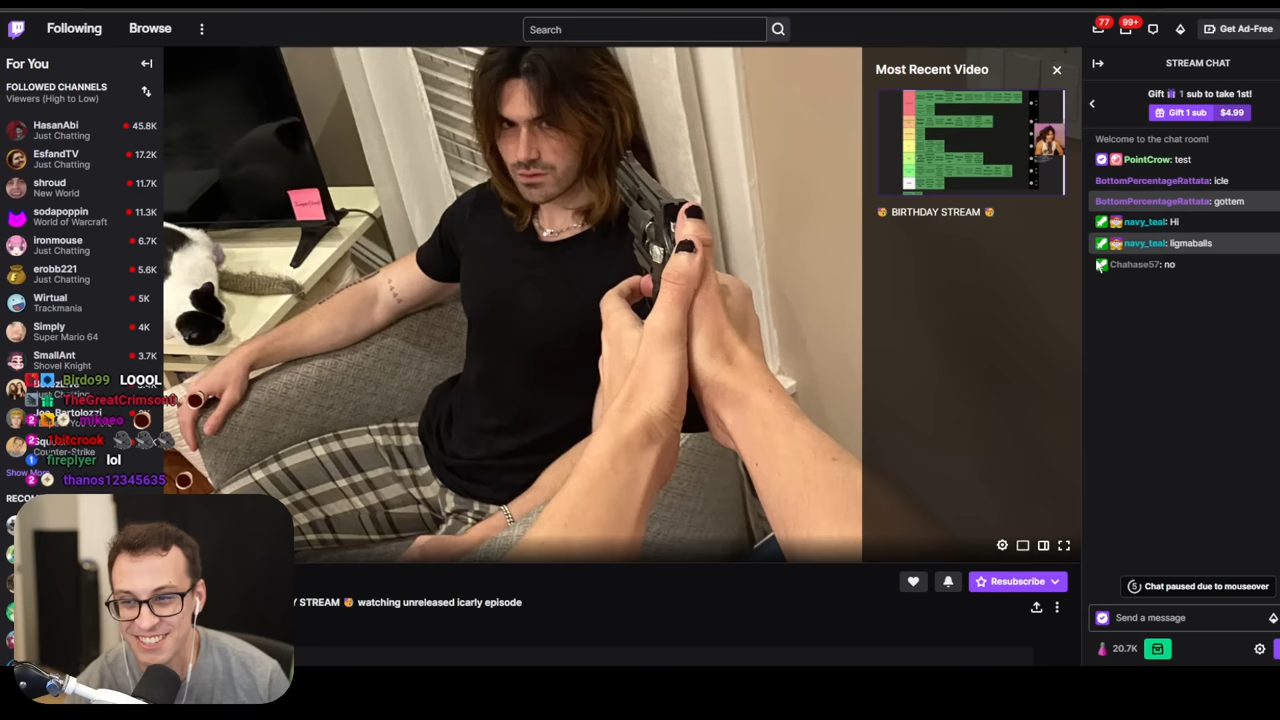 Following
Browse
Search
77
99+
Get Ad-Free
For You
FOLLOWED CHANNELS
Viewers (High to Low)
HasanAbi
45.8K
Just Chatting
EsfandTV
17.2K
Just Chatting
shroud
11.7K
New World
sodapoppin
11.3K
World of Warcraft
ironmouse
6.7K
Just Chatting
erobb221
5.6K
Just Chatting
Wirtual
5K
Trackmania
Simply
4K
Super Mario 64
SmallAnt
3.7K
Shovel Knight
Joe_Bartolozzi
Counter-Strike
Show More
Birdo99 LOOOL
mikaeo
1bitcrook
fireplyer lol
thanos12345635
Most Recent Video
BIRTHDAY STREAM
STREAM CHAT
Gift 1 sub to take 1st!
Gift 1 sub $4.99
Welcome to the chat room!
PointCrow: test
BottomPercentageRattata: icle
BottomPercentageRattata: gottem
navy_teal: Hi
navy_teal: ligmaballs
Chahase57: no
5 Chat paused due to mouseover
Send a message
20.7K
Resubscribe
Y STREAM watching unreleased icarly episode